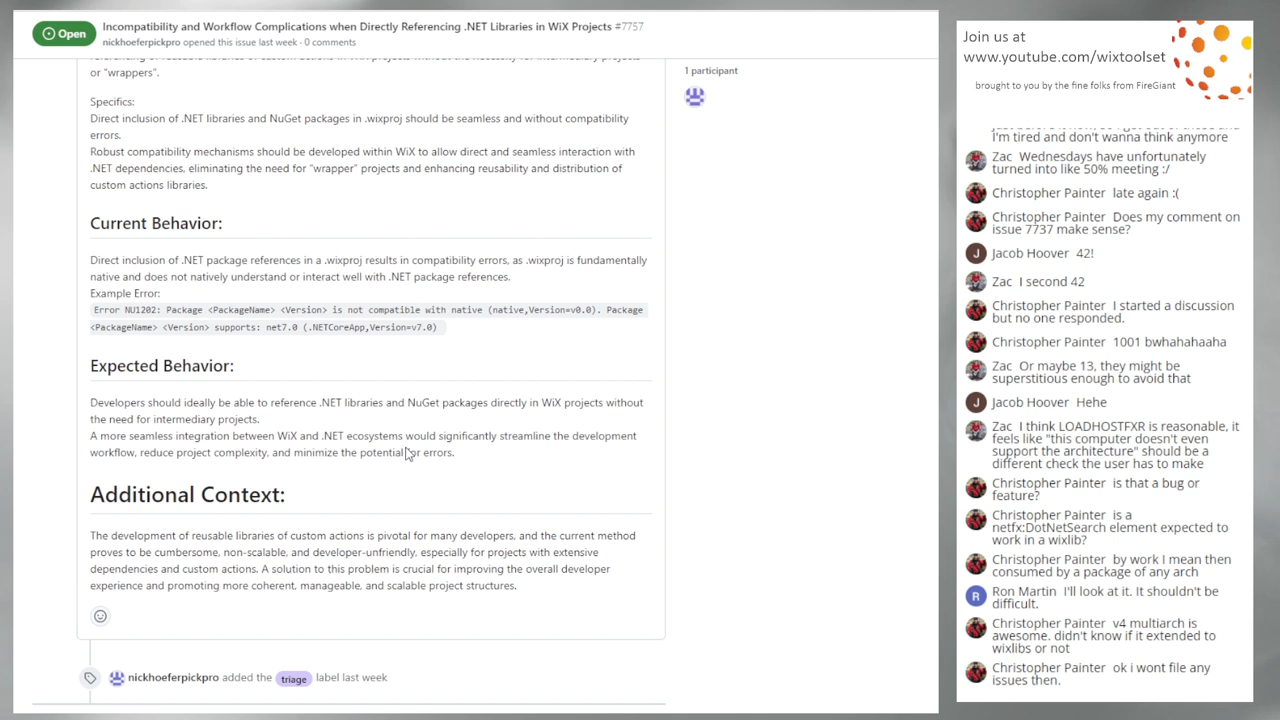 Open
Incompatibility and Workflow Complications when Directly Referencing .NET Libraries in WiX Projects #7757
nickhoeferpickpro opened this issue last week · 0 comments
or "wrappers".
Specifics:
Direct inclusion of .NET libraries and NuGet packages in .wixproj should be seamless and without compatibility
errors.
Robust compatibility mechanisms should be developed within WiX to allow direct and seamless interaction with
.NET dependencies, eliminating the need for "wrapper" projects and enhancing reusability and distribution of
custom actions libraries.
Current Behavior:
Direct inclusion of .NET package references in a .wixproj results in compatibility errors, as .wixproj is fundamentally
native and does not natively understand or interact well with .NET package references.
Example Error:
Error NU1202: Package <PackageName> <Version> is not compatible with native (native,Version=v0.0). Package
<PackageName> <Version> supports: net7.0 (.NETCoreApp,Version=v7.0)
Expected Behavior:
Developers should ideally be able to reference .NET libraries and NuGet packages directly in WiX projects without
the need for intermediary projects.
A more seamless integration between WiX and .NET ecosystems would significantly streamline the development
workflow, reduce project complexity, and minimize the potential for errors.
Additional Context:
The development of reusable libraries of custom actions is pivotal for many developers, and the current method
proves to be cumbersome, non-scalable, and developer-unfriendly, especially for projects with extensive
dependencies and custom actions. A solution to this problem is crucial for improving the overall developer
experience and promoting more coherent, manageable, and scalable project structures.
nickhoeferpickpro added the triage label last week
1 participant
Join us at
www.youtube.com/wixtoolset
brought to you by the fine folks from FireGiant
I'm tired and don't wanna think anymore
Zac Wednesdays have unfortunately
turned into like 50% meeting :/
Christopher Painter late again :(
Christopher Painter Does my comment on
issue 7737 make sense?
J
Jacob Hoover 42!
Zac I second 42
Christopher Painter I started a discussion
but no one responded.
Christopher Painter 1001 bwhahahaaha
Zac Or maybe 13, they might be
superstitious enough to avoid that
J
Jacob Hoover Hehe
Zac I think LOADHOSTFXR is reasonable, it
feels like "this computer doesn't even
support the architecture" should be a
different check the user has to make
Christopher Painter is that a bug or
feature?
Christopher Painter is a
netfx:DotNetSearch element expected to
work in a wixlib?
Christopher Painter by work I mean then
consumed by a package of any arch
R
Ron Martin I'll look at it. It shouldn't be
difficult.
Christopher Painter v4 multiarch is
awesome. didn't know if it extended to
wixlibs or not
Christopher Painter ok i wont file any
issues then.